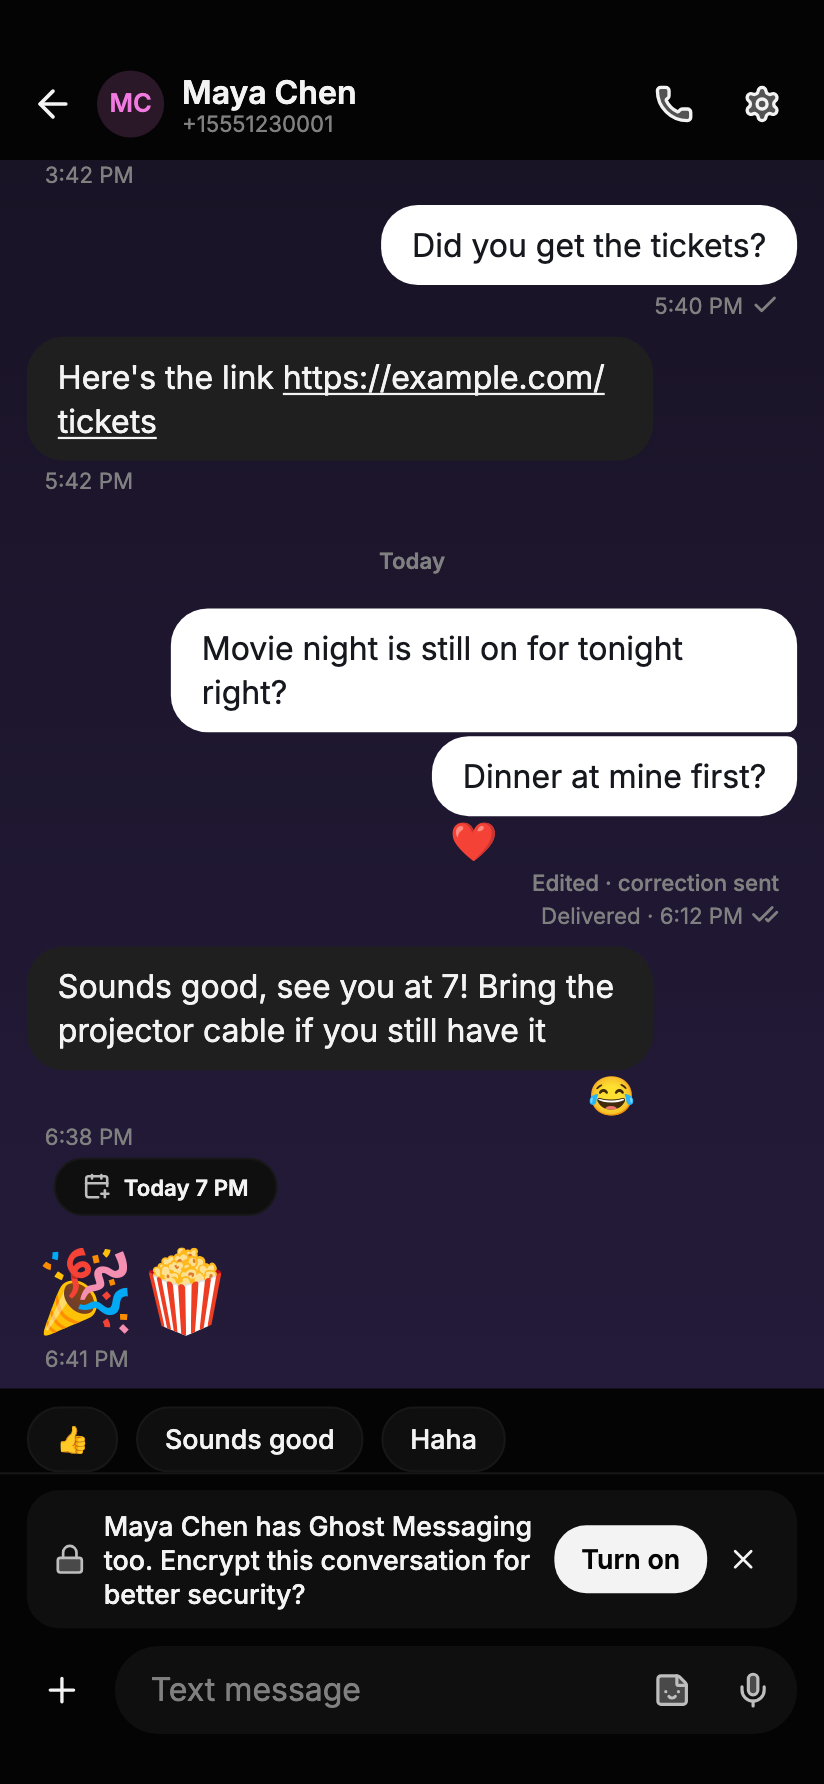 MC
Maya Chen
+15551230001
3:42 PM
Did you get the tickets?
5:40 PM
Here's the link https://example.com/
tickets
5:42 PM
Today
Movie night is still on for tonight
right?
Dinner at mine first?
❤️
Edited · correction sent
Delivered · 6:12 PM
Sounds good, see you at 7! Bring the
projector cable if you still have it
😂
6:38 PM
Today 7 PM
🎉🍿
6:41 PM
👍 Sounds good Haha
Maya Chen has Ghost Messaging
too. Encrypt this conversation for
better security?
Turn on
Text message